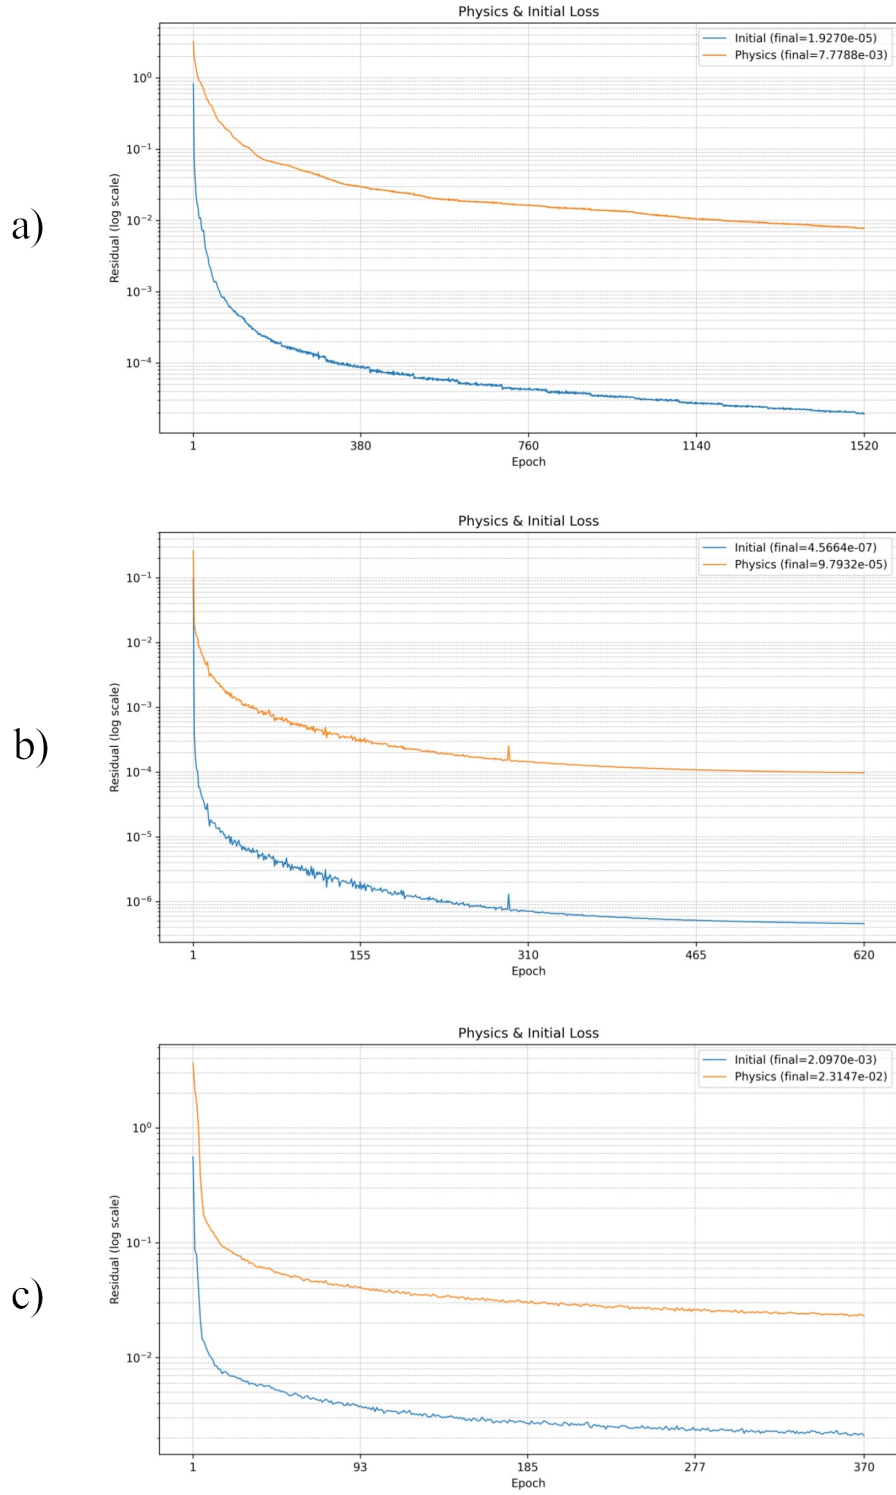 a)
Physics & Initial Loss
Initial (final=1.9270e-05)
Physics (final=7.7788e-03)
Residual (log scale)
10⁰
10⁻¹
10⁻²
10⁻³
10⁻⁴
1 380 760 1140 1520
Epoch
b)
Physics & Initial Loss
Initial (final=4.5664e-07)
Physics (final=9.7932e-05)
Residual (log scale)
10⁻¹
10⁻²
10⁻³
10⁻⁴
10⁻⁵
10⁻⁶
1 155 310 465 620
Epoch
c)
Physics & Initial Loss
Initial (final=2.0970e-03)
Physics (final=2.3147e-02)
Residual (log scale)
10⁰
10⁻¹
10⁻²
1 93 185 277 370
Epoch